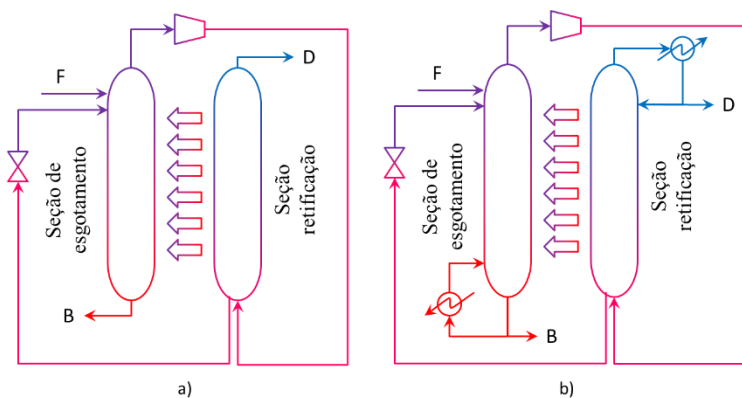 F
D
Seção de
esgotamento
Seção
retificação
B
a)
F
D
Seção de
esgotamento
Seção
retificação
B
b)